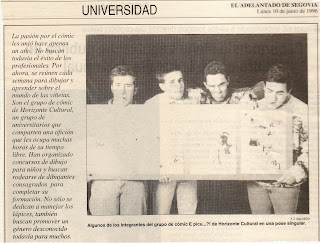 EL ADELANTADO DE SEGOVIA
Lunes 10 de junio de 1996
UNIVERSIDAD
La pasión por el cómic
les unió hace apenas
un año. No buscan
todavía el éxito de los
profesionales. Por
ahora, se reúnen cada
semana para dibujar y
aprender sobre el
mundo de las viñetas.
Son el grupo de cómic
de Horizonte Cultural,
un grupo de
universitarios que
comparten una afición
que les ocupa muchas
horas de su tiempo
libre. Han organizado
concursos de dibujo
para niños y buscan
rodearse de dibujantes
consagrados para
completar su
formación. No sólo se
dedican a manejar los
lápices, también
buscan promover un
género desconocido
todavía para muchos.
Algunos de los integrantes del grupo de cómic E pica...?! de Horizonte Cultural en una pose singular.